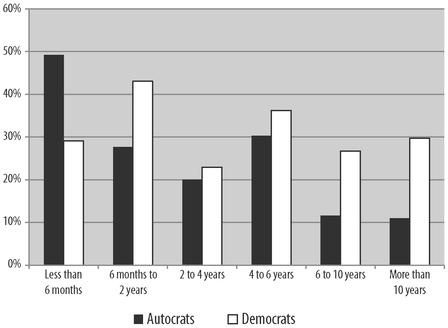 60%
50%
40%
30%
20%
10%
0%
Less than
6 months
6 months to
2 years
2 to 4 years
4 to 6 years
6 to 10 years
More than
10 years
Autocrats
Democrats